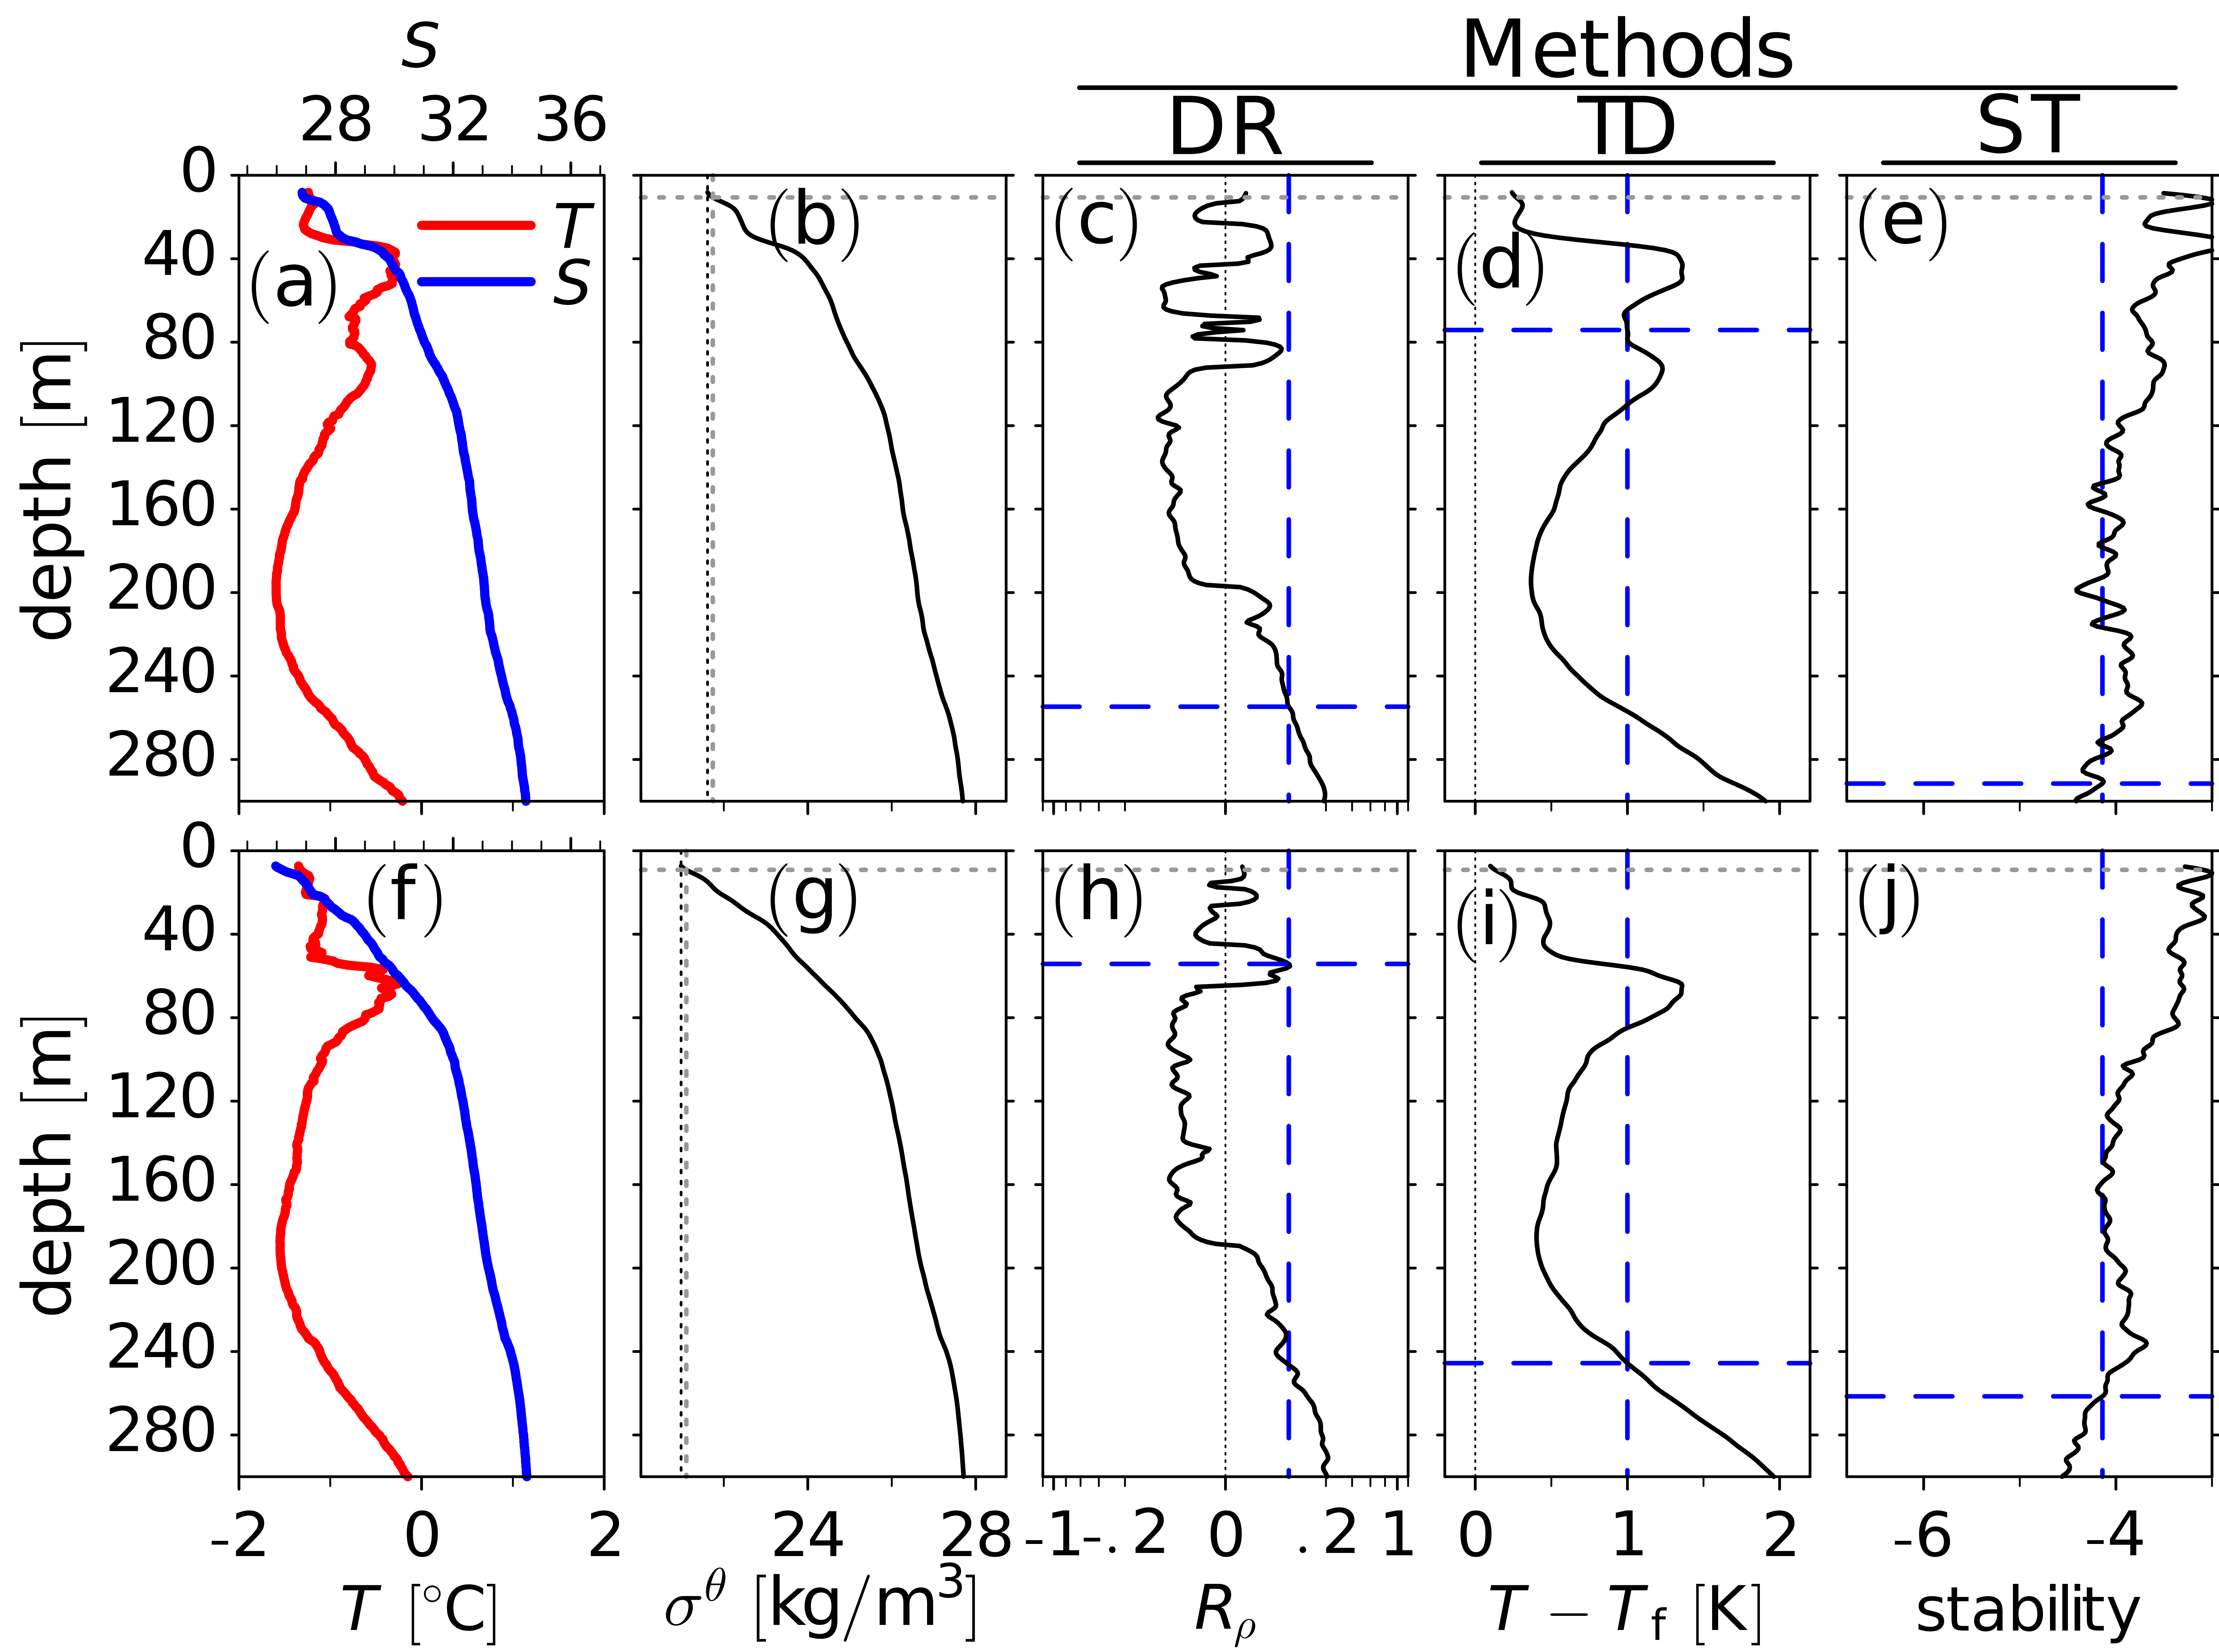 Methods
S
28 32 36
DR TD ST
0
40
80
120
160
200
240
280
depth [m]
T
S
(a)
(b)
(c)
(d)
(e)
0
40
80
120
160
200
240
280
depth [m]
(f)
(g)
(h)
(i)
(j)
-2 0 2
24 28
-1 -.2 0 .2 1
0 1 2
-6 -4
T [°C]
σ^θ [kg/m³]
R_ρ
T − T_f [K]
stability